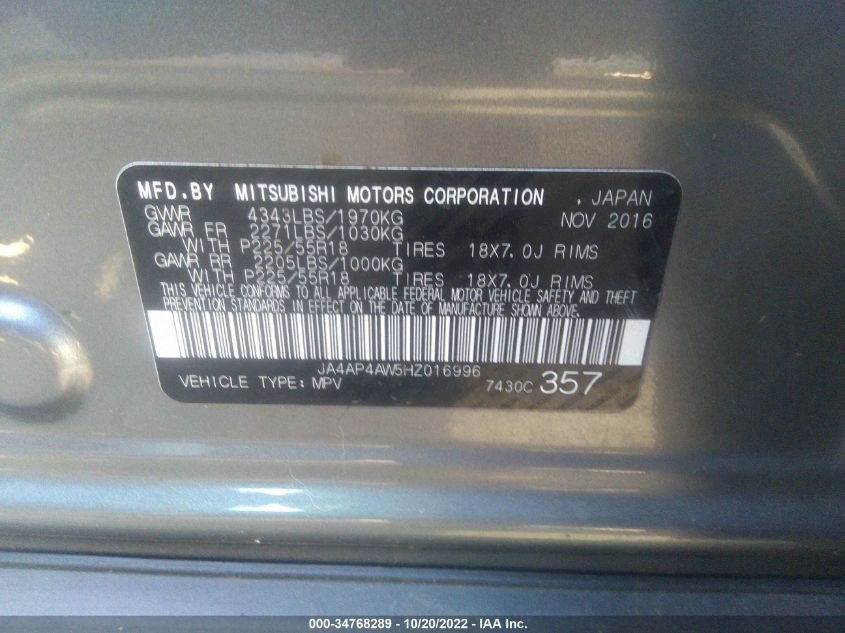 MFD.BY MITSUBISHI MOTORS CORPORATION . JAPAN
GVWR 4343LBS/1970KG NOV 2016
GAWR FR 2271LBS/1030KG
WITH P225/55R18 TIRES 18X7.0J RIMS
GAWR RR 2205LBS/1000KG
WITH P225/55R18 TIRES 18X7.0J RIMS
THIS VEHICLE CONFORMS TO ALL APPLICABLE FEDERAL MOTOR VEHICLE SAFETY AND THEFT
PREVENTION STANDARDS IN EFFECT ON THE DATE OF MANUFACTURE SHOWN ABOVE.
JA4AP4AW5HZ016996
VEHICLE TYPE: MPV 7430C 357
000-34768289 - 10/20/2022 - IAA Inc.